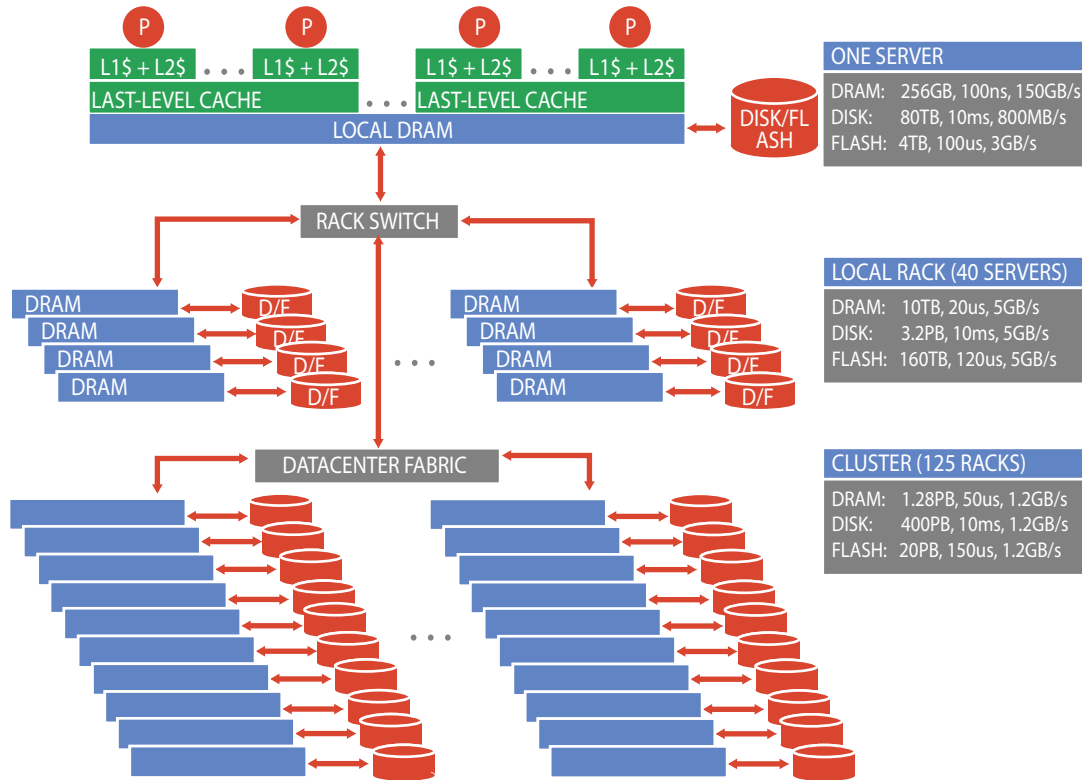 P P P P
L1$ + L2$ L1$ + L2$ L1$ + L2$ L1$ + L2$
LAST-LEVEL CACHE LAST-LEVEL CACHE
LOCAL DRAM
DISK/FL
ASH
ONE SERVER
DRAM: 256GB, 100ns, 150GB/s
DISK: 80TB, 10ms, 800MB/s
FLASH: 4TB, 100us, 3GB/s
RACK SWITCH
DRAM D/F DRAM D/F
DRAM D/F DRAM D/F
DRAM D/F DRAM D/F
DRAM D/F DRAM D/F
LOCAL RACK (40 SERVERS)
DRAM: 10TB, 20us, 5GB/s
DISK: 3.2PB, 10ms, 5GB/s
FLASH: 160TB, 120us, 5GB/s
DATACENTER FABRIC
CLUSTER (125 RACKS)
DRAM: 1.28PB, 50us, 1.2GB/s
DISK: 400PB, 10ms, 1.2GB/s
FLASH: 20PB, 150us, 1.2GB/s